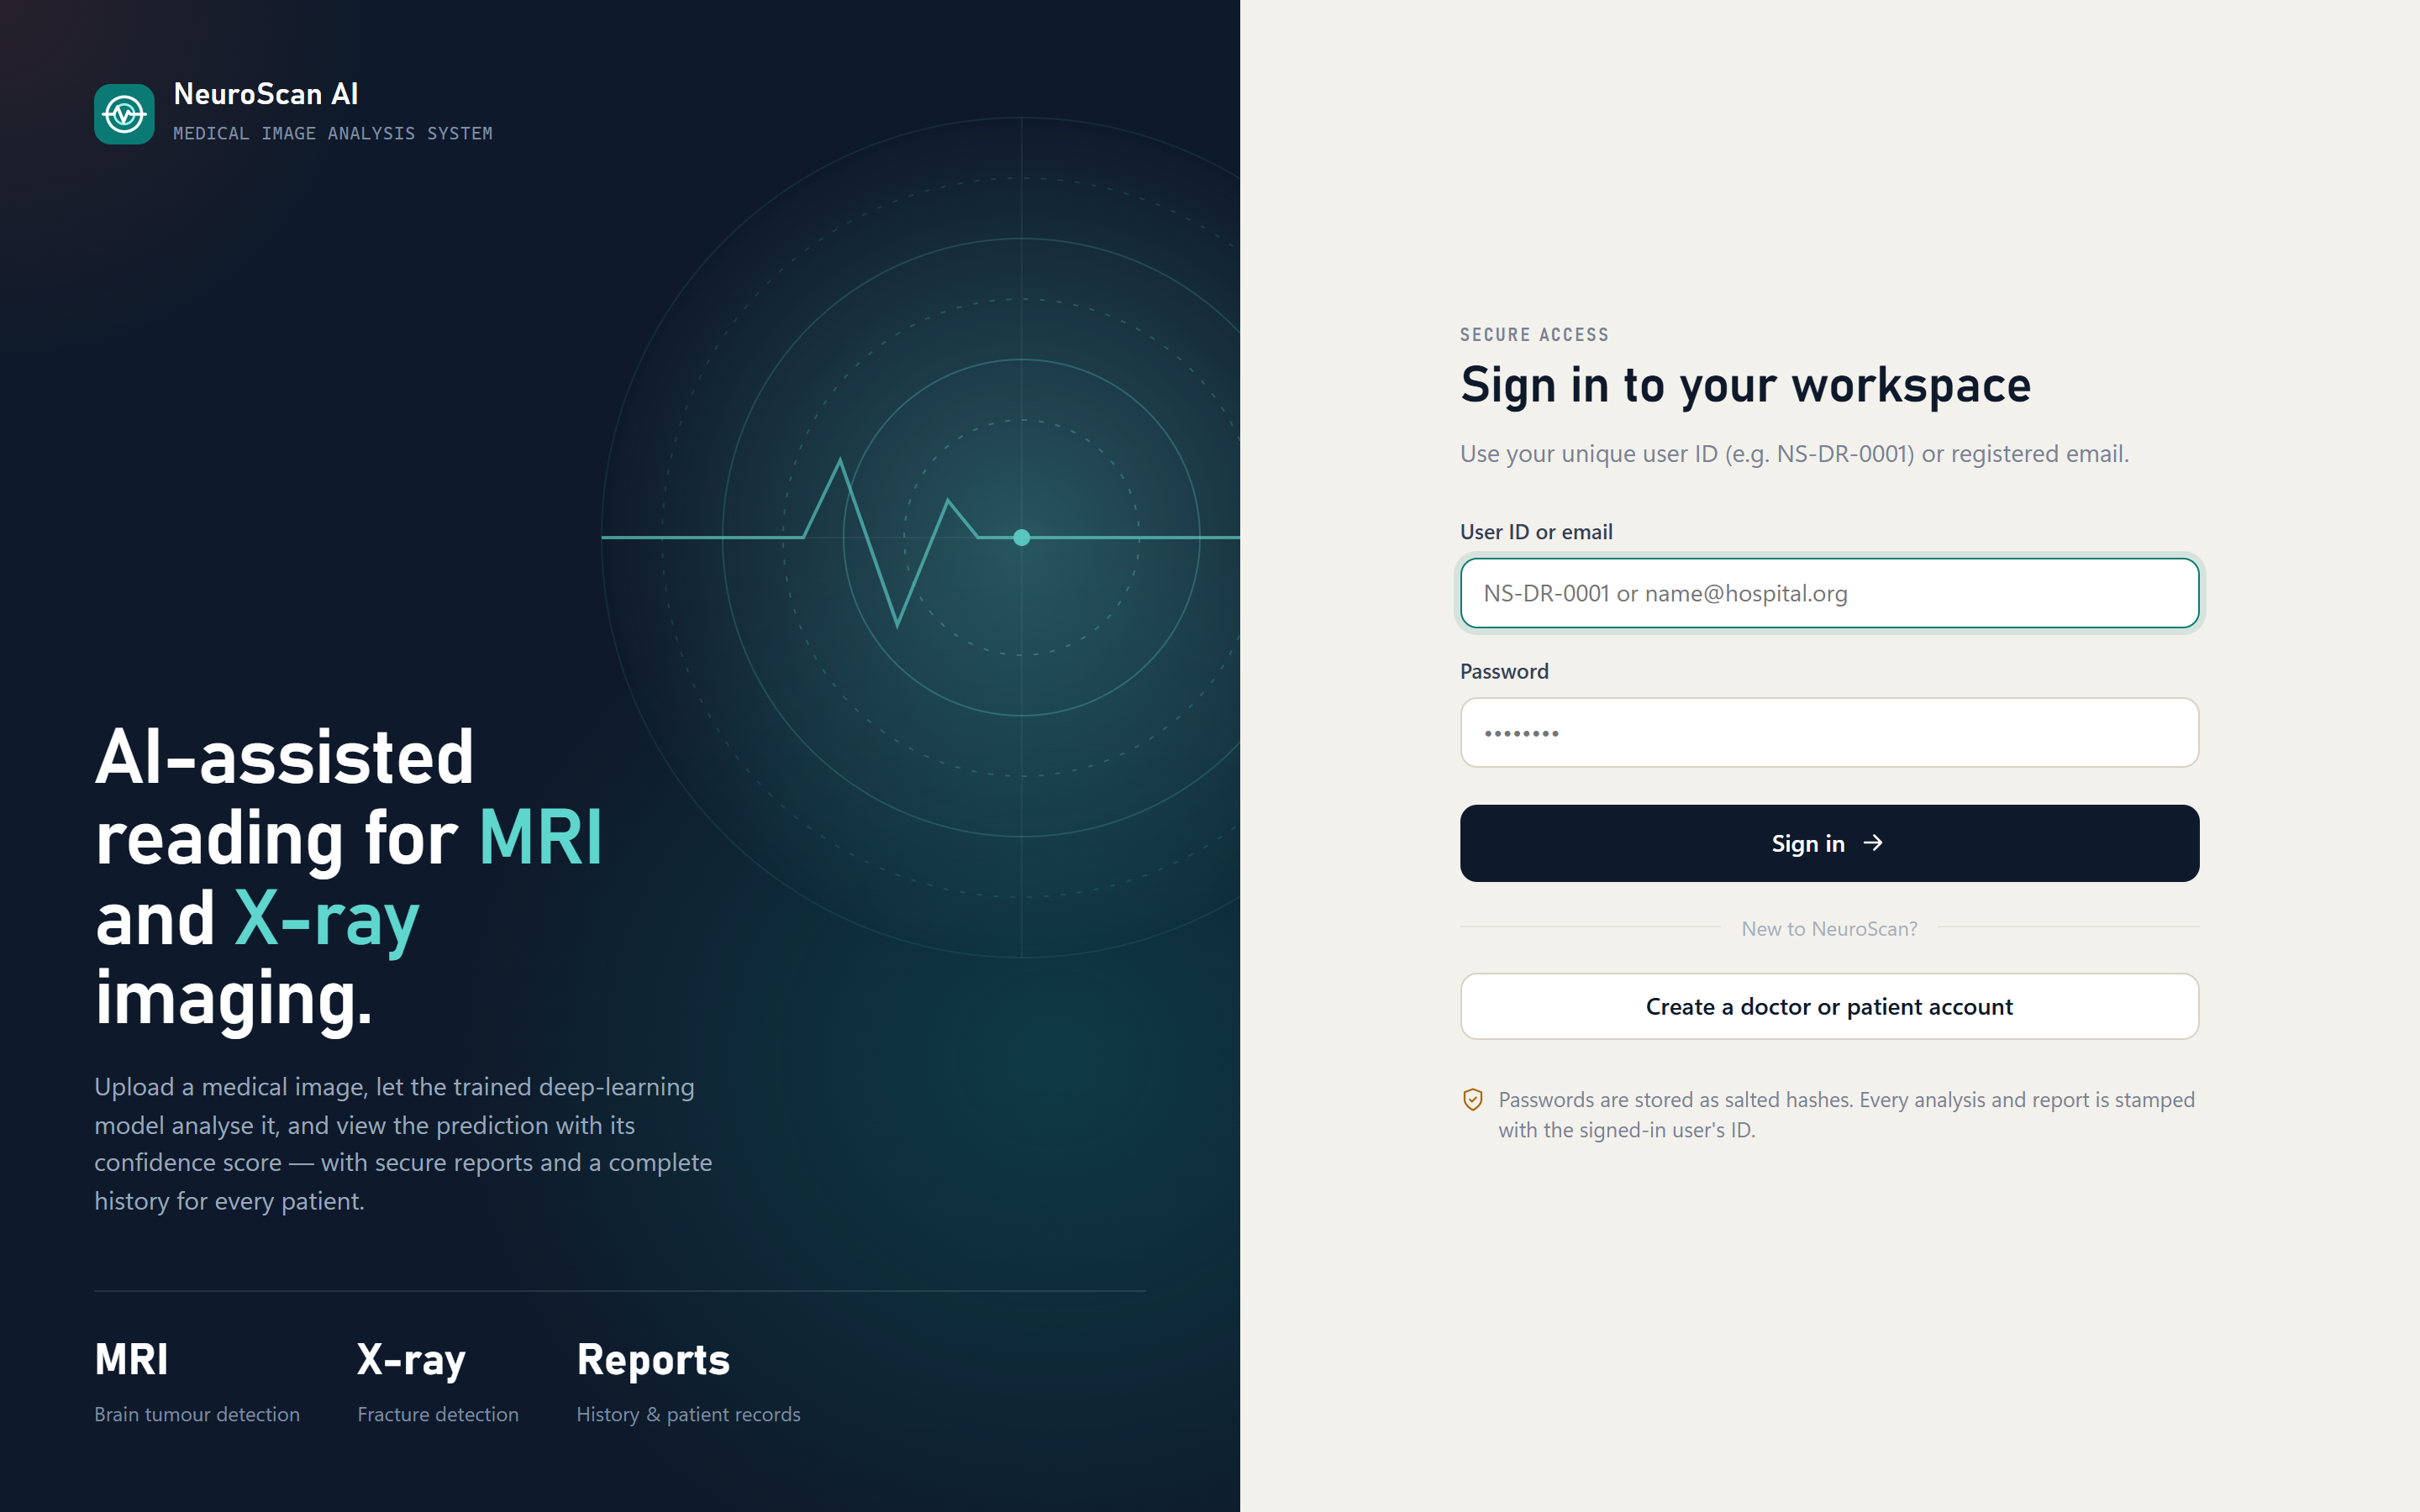 NeuroScan AI
MEDICAL IMAGE ANALYSIS SYSTEM
AI-assisted
reading for MRI
and X-ray
imaging.
Upload a medical image, let the trained deep-learning
model analyse it, and view the prediction with its
confidence score — with secure reports and a complete
history for every patient.
MRI
Brain tumour detection
X-ray
Fracture detection
Reports
History & patient records
SECURE ACCESS
Sign in to your workspace
Use your unique user ID (e.g. NS-DR-0001) or registered email.
User ID or email
NS-DR-0001 or name@hospital.org
Password
••••••••
Sign in →
New to NeuroScan?
Create a doctor or patient account
Passwords are stored as salted hashes. Every analysis and report is stamped
with the signed-in user's ID.